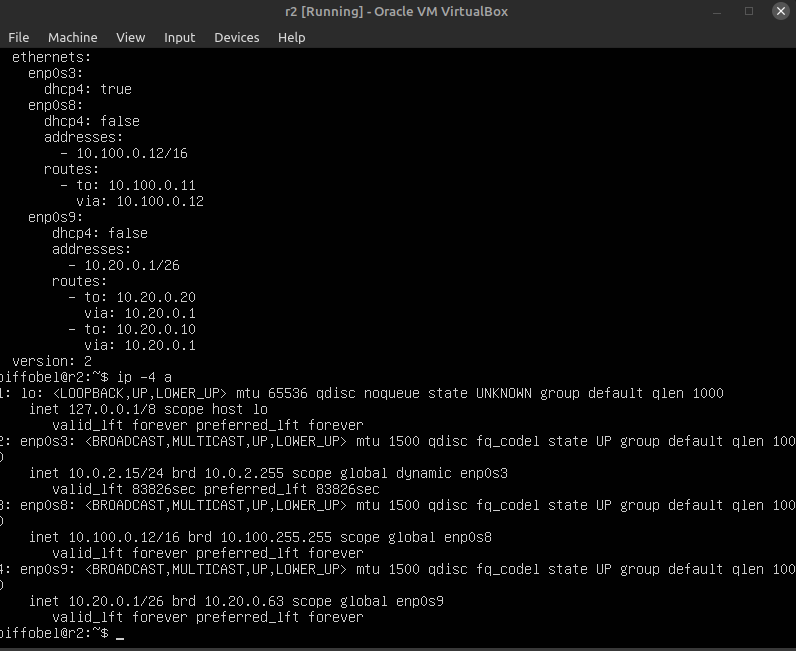 r2 [Running] - Oracle VM VirtualBox
File Machine View Input Devices Help
ethernets:
enp0s3:
dhcp4: true
enp0s8:
dhcp4: false
addresses:
- 10.100.0.12/16
routes:
- to: 10.100.0.11
via: 10.100.0.12
enp0s9:
dhcp4: false
addresses:
- 10.20.0.1/26
routes:
- to: 10.20.0.20
via: 10.20.0.1
- to: 10.20.0.10
via: 10.20.0.1
version: 2
piffobel@r2:~$ ip -4 a
1: lo: <LOOPBACK,UP,LOWER_UP> mtu 65536 qdisc noqueue state UNKNOWN group default qlen 1000
inet 127.0.0.1/8 scope host lo
valid_lft forever preferred_lft forever
2: enp0s3: <BROADCAST,MULTICAST,UP,LOWER_UP> mtu 1500 qdisc fq_codel state UP group default qlen 100
0
inet 10.0.2.15/24 brd 10.0.2.255 scope global dynamic enp0s3
valid_lft 83826sec preferred_lft 83826sec
3: enp0s8: <BROADCAST,MULTICAST,UP,LOWER_UP> mtu 1500 qdisc fq_codel state UP group default qlen 100
0
inet 10.100.0.12/16 brd 10.100.255.255 scope global enp0s8
valid_lft forever preferred_lft forever
4: enp0s9: <BROADCAST,MULTICAST,UP,LOWER_UP> mtu 1500 qdisc fq_codel state UP group default qlen 100
0
inet 10.20.0.1/26 brd 10.20.0.63 scope global enp0s9
valid_lft forever preferred_lft forever
piffobel@r2:~$ _